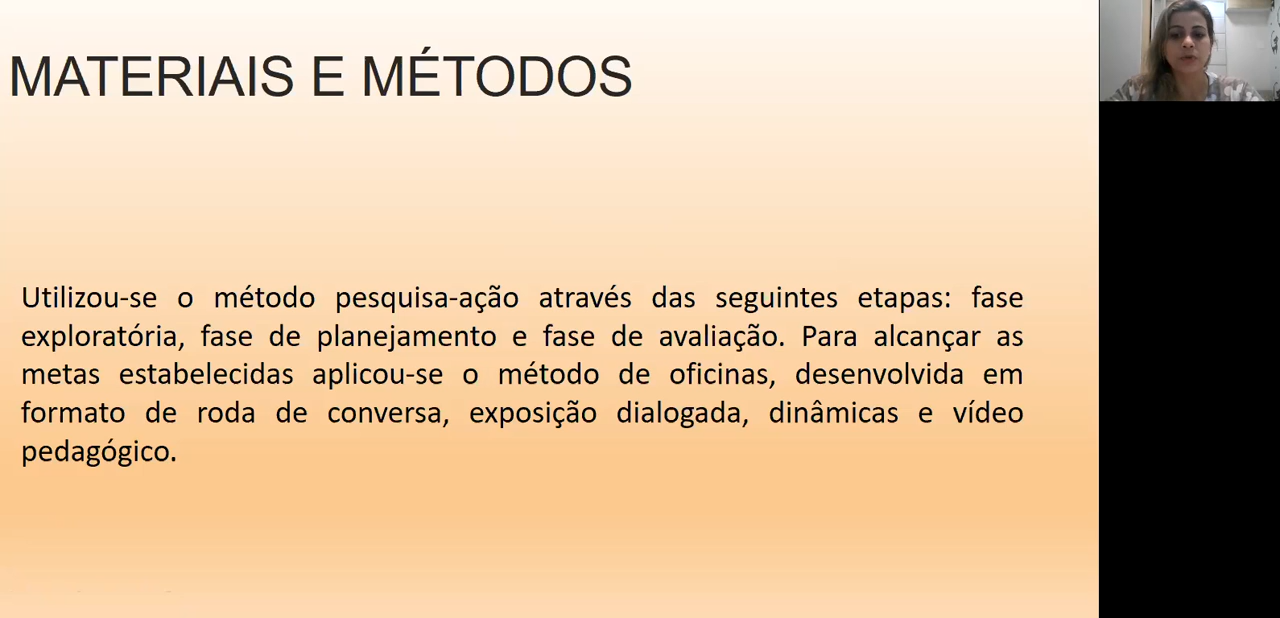 MATERIAIS E MÉTODOS
Utilizou-se o método pesquisa-ação através das seguintes etapas: fase
exploratória, fase de planejamento e fase de avaliação. Para alcançar as
metas estabelecidas aplicou-se o método de oficinas, desenvolvida em
formato de roda de conversa, exposição dialogada, dinâmicas e vídeo
pedagógico.